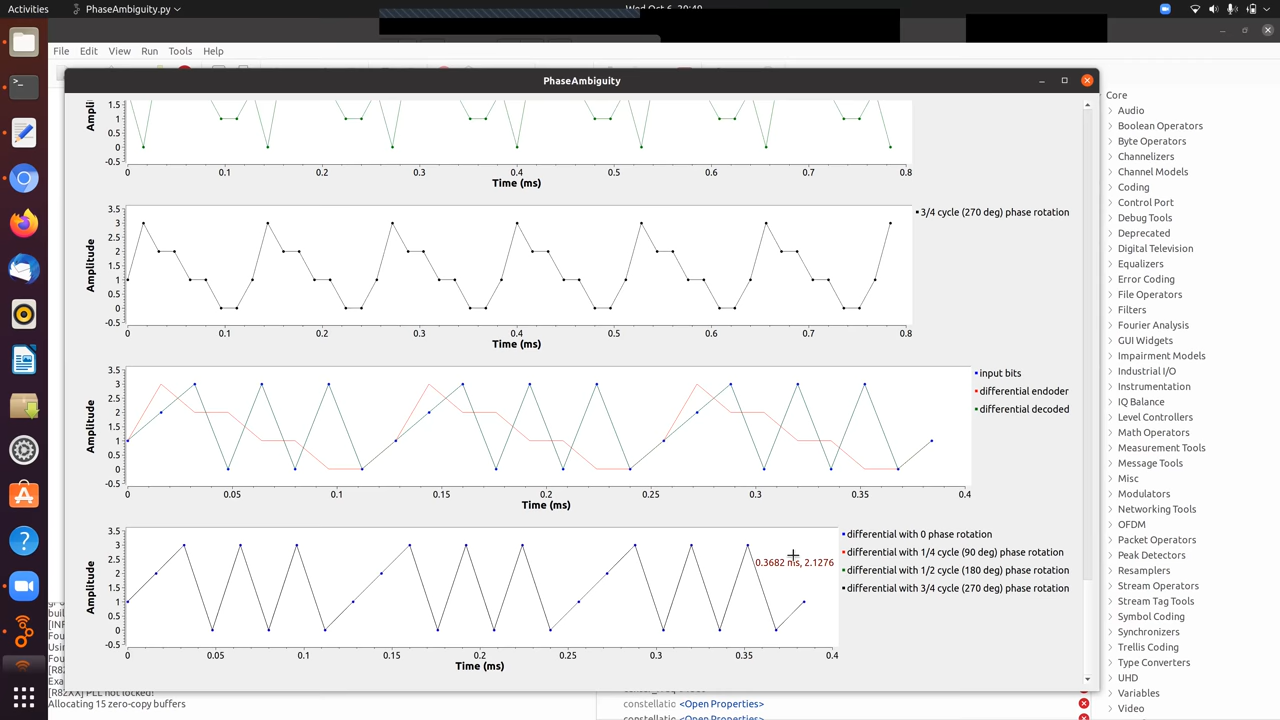 Activities
PhaseAmbiguity.py
File Edit View Run Tools Help
PhaseAmbiguity
1.5
1
0.5
0
-0.5
0 0.1 0.2 0.3 0.4 0.5 0.6 0.7 0.8
Time (ms)
3/4 cycle (270 deg) phase rotation
Amplitude
3.5
3
2.5
2
1.5
1
0.5
0
-0.5
0 0.1 0.2 0.3 0.4 0.5 0.6 0.7 0.8
Time (ms)
input bits
differential endoder
differential decoded
Amplitude
3.5
3
2.5
2
1.5
1
0.5
0
-0.5
0 0.05 0.1 0.15 0.2 0.25 0.3 0.35 0.4
Time (ms)
differential with 0 phase rotation
differential with 1/4 cycle (90 deg) phase rotation
differential with 1/2 cycle (180 deg) phase rotation
differential with 3/4 cycle (270 deg) phase rotation
0.3682 ms, 2.1276
Amplitude
3.5
3
2.5
2
1.5
1
0.5
0
-0.5
0 0.05 0.1 0.15 0.2 0.25 0.3 0.35 0.4
Time (ms)
Core
Audio
Boolean Operators
Byte Operators
Channelizers
Channel Models
Coding
Control Port
Debug Tools
Deprecated
Digital Television
Equalizers
Error Coding
File Operators
Filters
Fourier Analysis
GUI Widgets
Impairment Models
Industrial I/O
Instrumentation
IQ Balance
Level Controllers
Math Operators
Measurement Tools
Message Tools
Misc
Modulators
Networking Tools
OFDM
Packet Operators
Peak Detectors
Resamplers
Stream Operators
Stream Tag Tools
Symbol Coding
Synchronizers
Trellis Coding
Type Converters
UHD
Variables
Video
[R82XX] PLL not locked!
Allocating 15 zero-copy buffers
constellatic <Open Properties>